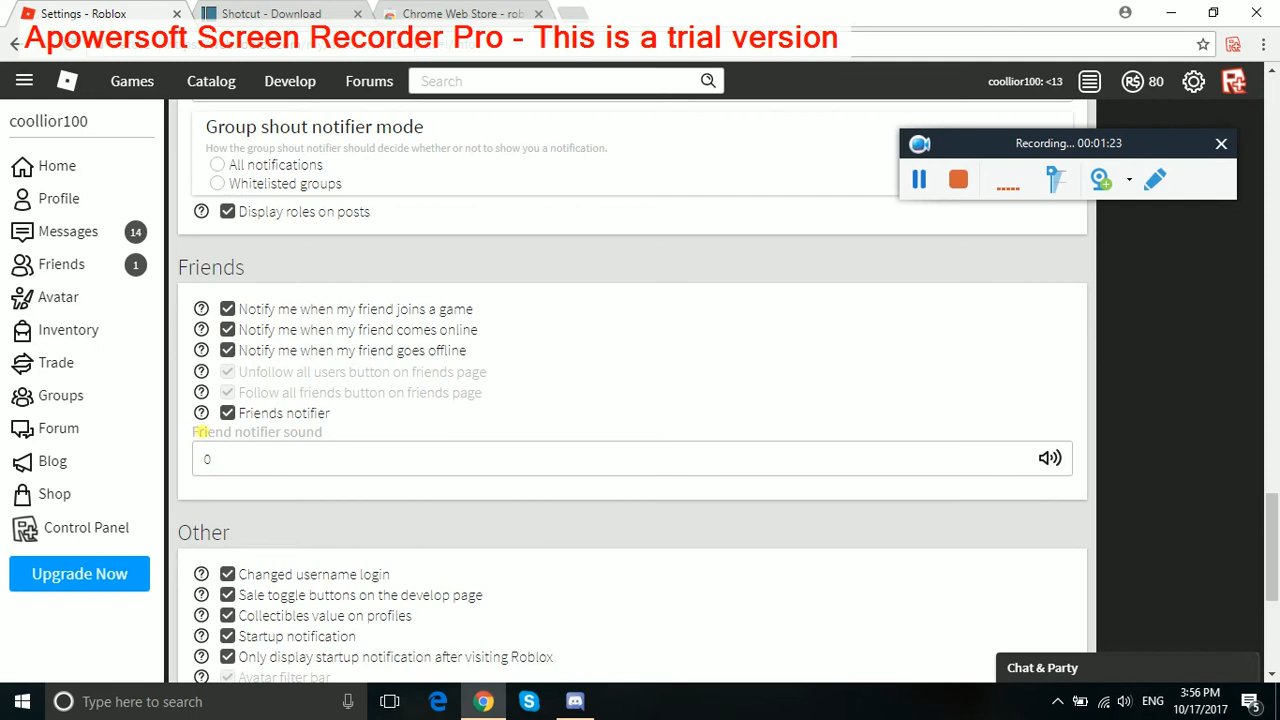 Settings - Roblox
Shotcut - Download
Chrome Web Store - rob
Apowersoft Screen Recorder Pro - This is a trial version
Games
Catalog
Develop
Forums
Search
coollior100: <13
R$ 80
coollior100
Home
Profile
Messages 14
Friends 1
Avatar
Inventory
Trade
Groups
Forum
Blog
Shop
Control Panel
Upgrade Now
Group shout notifier mode
How the group shout notifier should decide whether or not to show you a notification.
All notifications
Whitelisted groups
Display roles on posts
Recording... 00:01:23
Friends
Notify me when my friend joins a game
Notify me when my friend comes online
Notify me when my friend goes offline
Unfollow all users button on friends page
Follow all friends button on friends page
Friends notifier
Friend notifier sound
0
Other
Changed username login
Sale toggle buttons on the develop page
Collectibles value on profiles
Startup notification
Only display startup notification after visiting Roblox
Avatar filter bar
Chat & Party
Type here to search
ENG
3:56 PM
10/17/2017
5